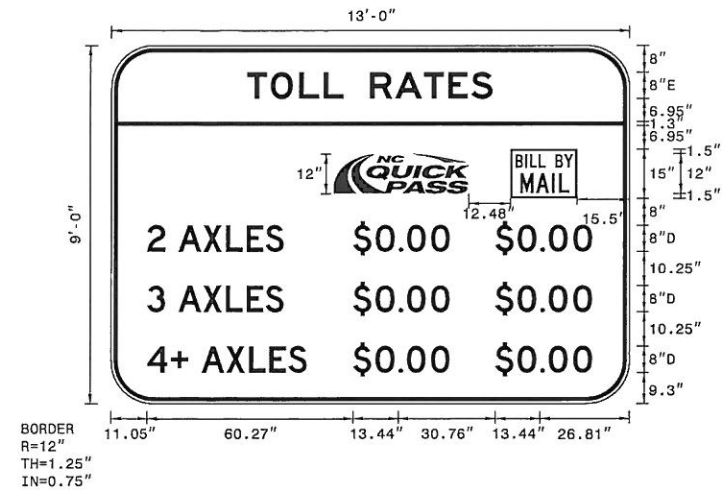 13'-0"
8"
TOLL RATES
8"E
6.95"
1.3"
6.95"
NC
QUICK
PASS
12"
BILL BY
MAIL
15"
1.5"
12"
1.5"
12.48"
15.5'
8"
9'-0"
2 AXLES $0.00 $0.00
8"D
10.25"
3 AXLES $0.00 $0.00
8"D
10.25"
4+ AXLES $0.00 $0.00
8"D
9.3"
11.05" 60.27" 13.44" 30.76" 13.44" 26.81"
BORDER
R=12"
TH=1.25"
IN=0.75"